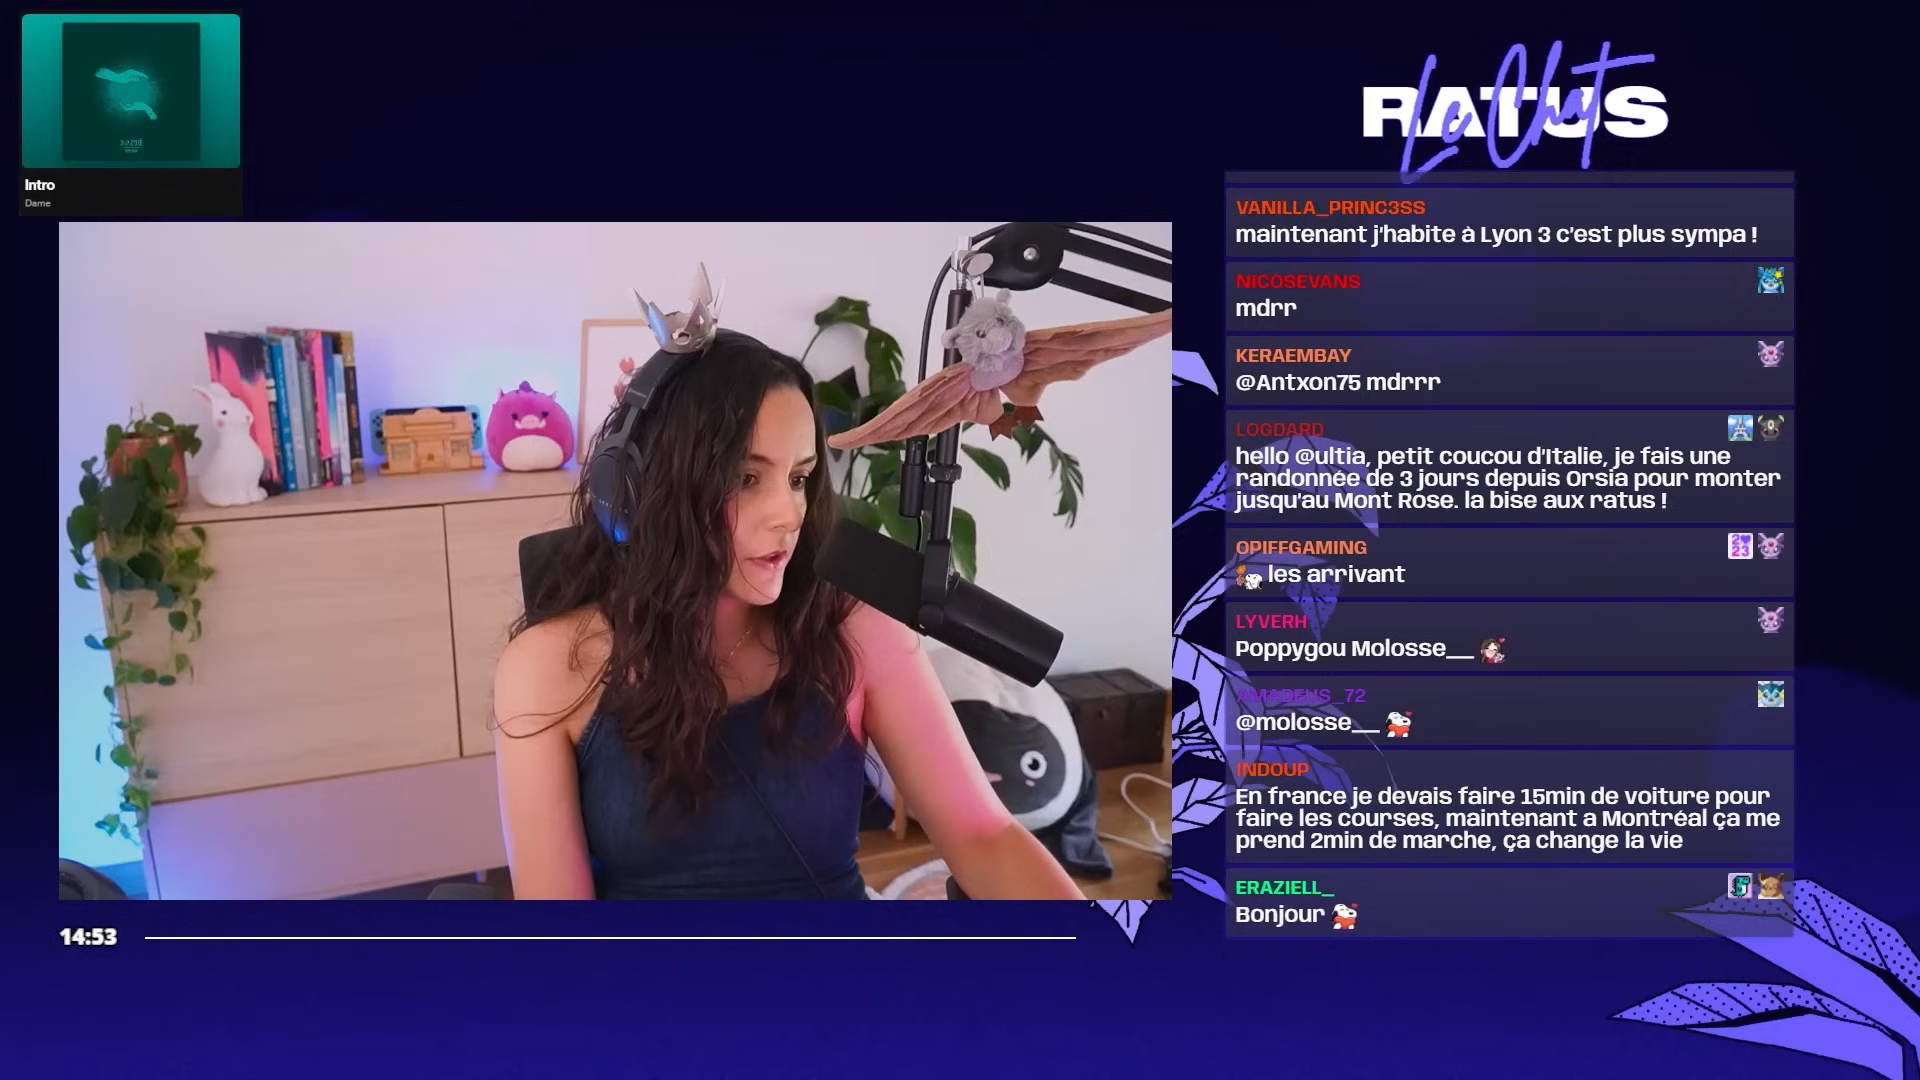 Intro
Dame
RATUS
Le Chat
VANILLA_PRINC3SS
maintenant j'habite à Lyon 3 c'est plus sympa !
NICOSEVANS
mdrr
KERAEMBAY
@Antxon75 mdrrr
LOGDARD
hello @ultia, petit coucou d'Italie, je fais une
randonnée de 3 jours depuis Orsia pour monter
jusqu'au Mont Rose. la bise aux ratus !
OPIFFGAMING
les arrivant
LYVERH
Poppygou Molosse__
AMADEUS_72
@molosse__
INDOUP
En france je devais faire 15min de voiture pour
faire les courses, maintenant a Montréal ça me
prend 2min de marche, ça change la vie
ERAZIELL_
Bonjour
14:53